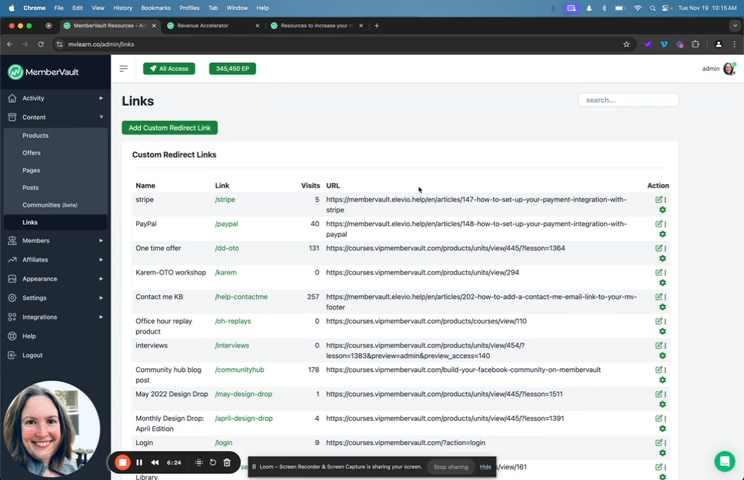 Chrome File Edit View History Bookmarks Profiles Tab Window Help Tue Nov 19 10:15 AM
MemberVault Resources - Ad Revenue Accelerator Resources to increase your m
mvlearn.co/admin/links
MemberVault
All Access 345,450 EP admin
Activity
Content
Products
Offers
Pages
Posts
Communities (beta)
Links
Members
Affiliates
Appearance
Settings
Integrations
Help
Logout
Links
search...
Add Custom Redirect Link
Custom Redirect Links
Name Link Visits URL Action
stripe /stripe 5 https://membervault.elevio.help/en/articles/147-how-to-set-up-your-payment-integration-with-
stripe
PayPal /paypal 40 https://membervault.elevio.help/en/articles/148-how-to-set-up-your-payment-integration-with-
paypal
One time offer /dd-oto 131 https://courses.vipmembervault.com/products/units/view/445/?lesson=1364
Karem-OTO workshop /karem 0 https://courses.vipmembervault.com/products/units/view/294
Contact me KB /help-contactme 257 https://membervault.elevio.help/en/articles/202-how-to-add-a-contact-me-email-link-to-your-mv-
footer
Office hour replay /oh-replays 0 https://courses.vipmembervault.com/products/courses/view/110
product
interviews /interviews 0 https://courses.vipmembervault.com/products/units/view/454/?
lesson=1383&preview=admin&preview_access=140
Community hub blog /communityhub 178 https://courses.vipmembervault.com/build-your-facebook-community-on-membervault
post
May 2022 Design Drop /may-design-drop 1 https://courses.vipmembervault.com/products/units/view/445/?lesson=1511
Monthly Design Drop: /april-design-drop 4 https://courses.vipmembervault.com/products/units/view/445/?lesson=1391
April Edition
Login /login 9 https://courses.vipmembervault.com/?action=login
view/161
Library
6:24
Loom – Screen Recorder & Screen Capture is sharing your screen. Stop sharing Hide